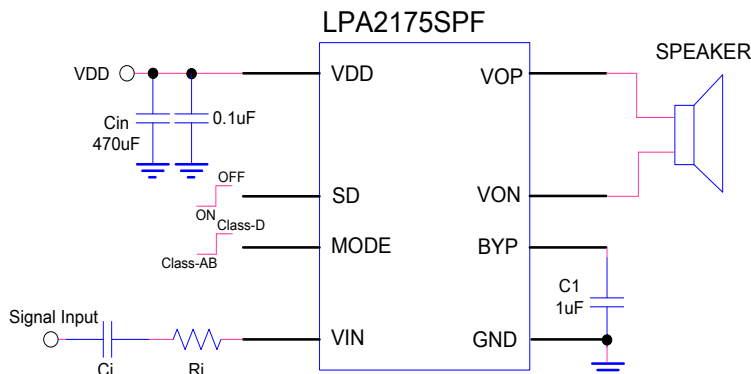 LPA2175SPF
SPEAKER
VDD
VDD
VOP
Cin
470uF
0.1uF
OFF
ON
SD
VON
Class-D
Class-AB
MODE
BYP
C1
1uF
Signal Input
VIN
GND
Ci
Ri